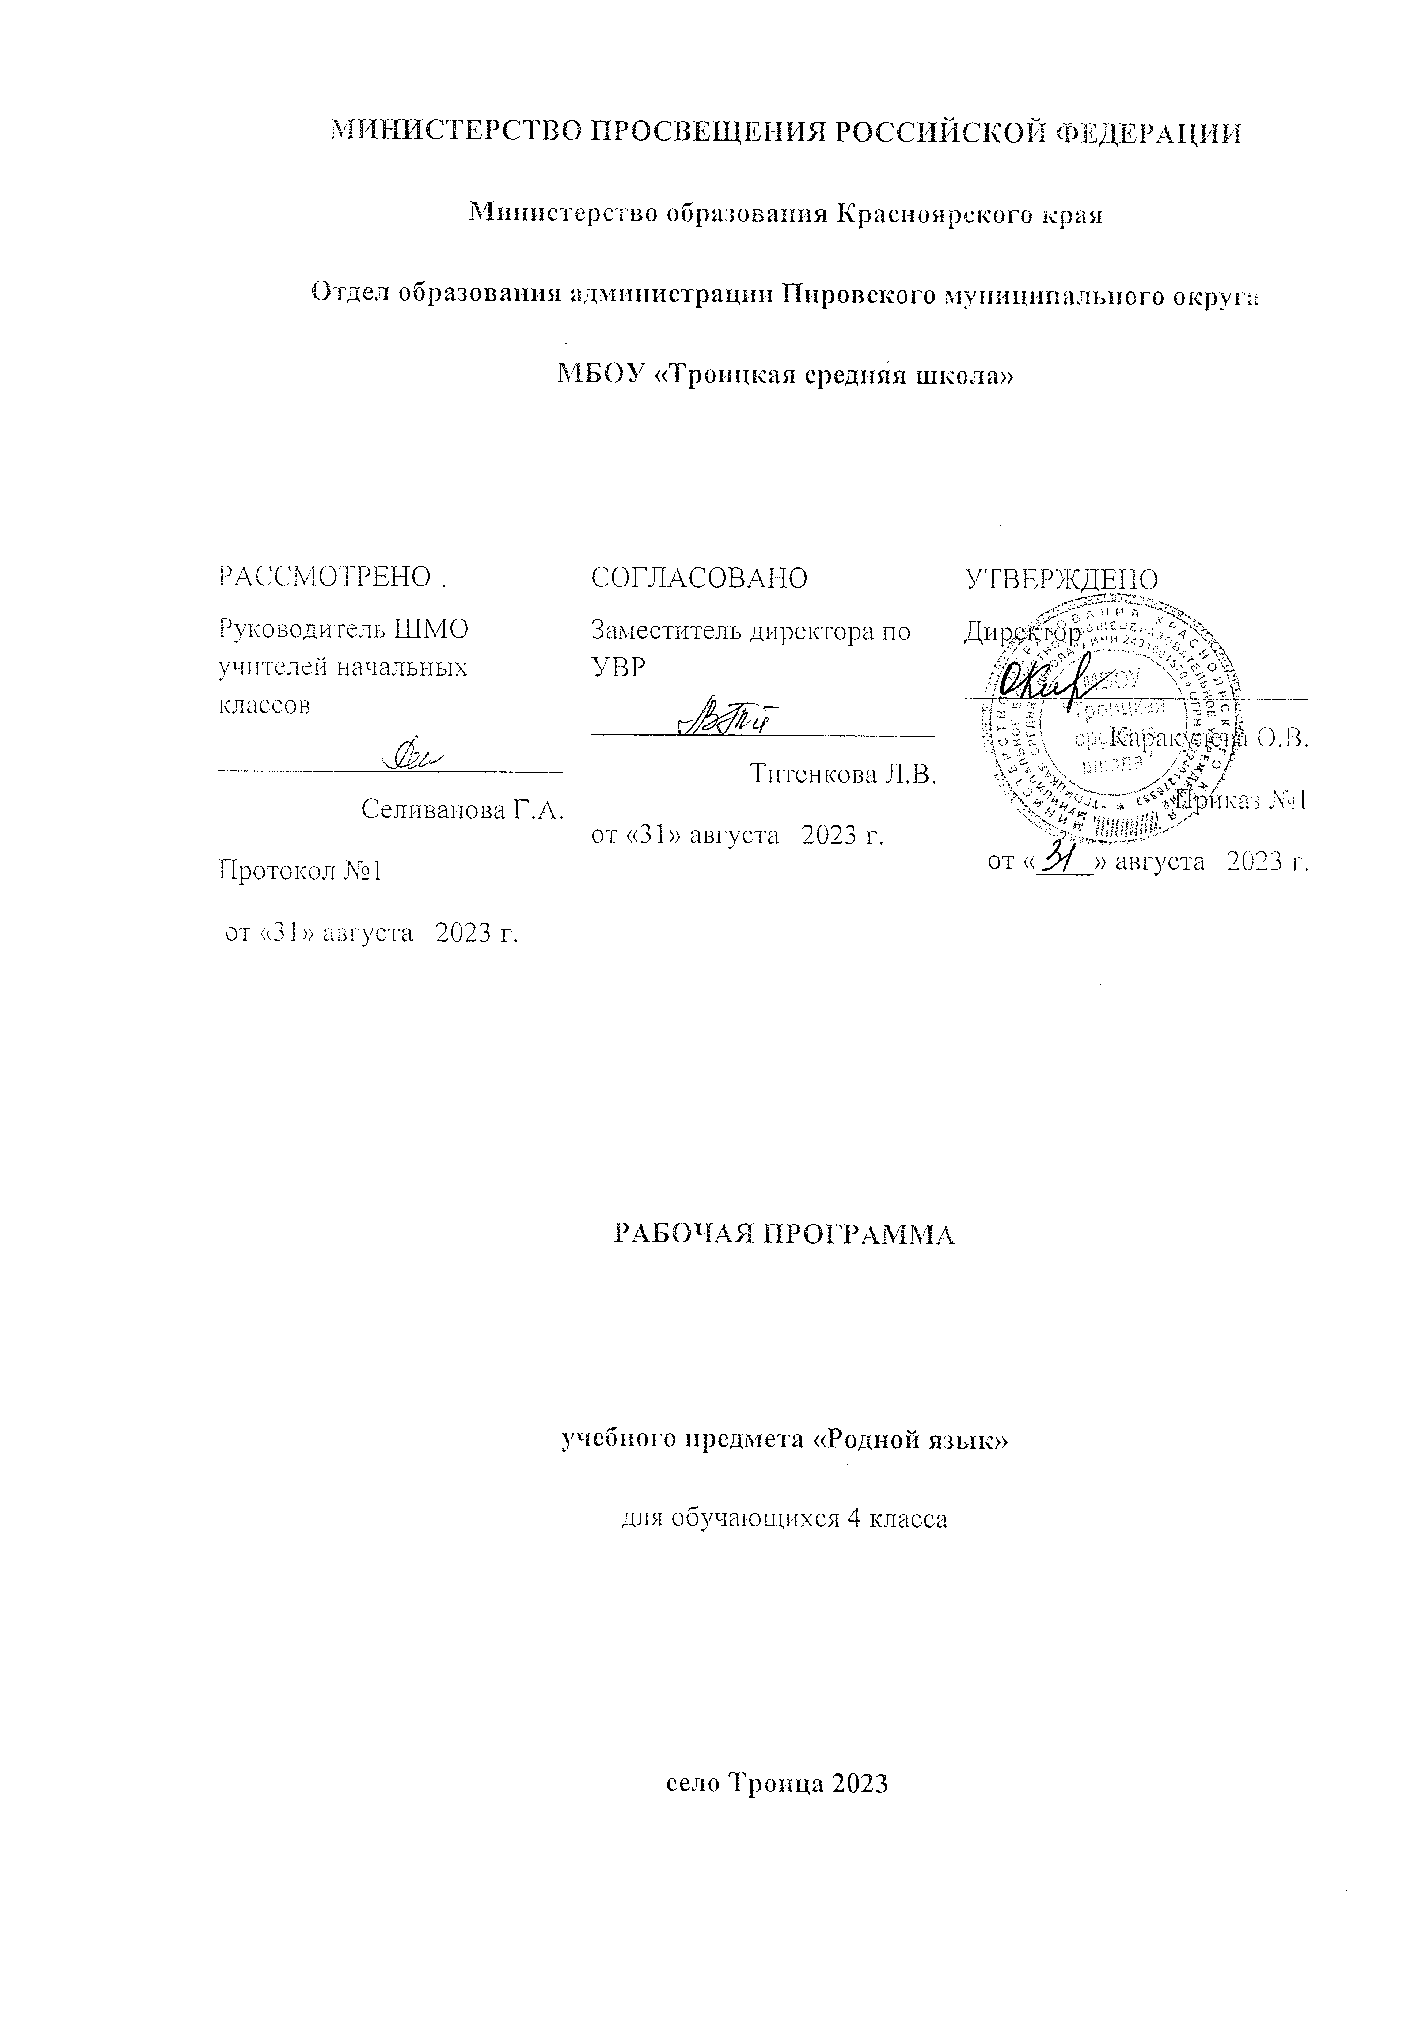 МИНИСТЕРСТВО ПРОСВЕЩЕНИЯ РОССИЙСКОЙ ФЕДЕРАЦИИ
Министерство образования Красноярского края
Отдел образования администрации Пировского муниципального округа
МБОУ «Троицкая средняя школа»
РАССМОТРЕНО
Руководитель ШМО
учителей начальных
классов
Селиванова Г.А.
Протокол №1
от «31» августа 2023 г.
СОГЛАСОВАНО
Заместитель директора по
УВР
Титенкова Л.В.
от «31» августа 2023 г.
УТВЕРЖДЕНО
Директор
МБОУ
"Троицкая
школа"
О.В.
Приказ №1
от «31» августа 2023 г.
РАБОЧАЯ ПРОГРАММА
учебного предмета «Родной язык»
для обучающихся 4 класса
село Троица 2023